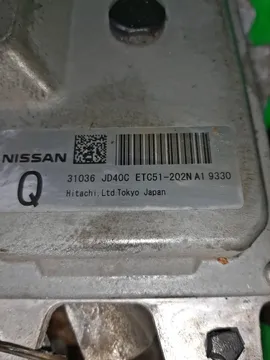 NISSAN
Q
31036 JD40C ETC51-202N A1 9330
Hitachi, Ltd Tokyo Japan